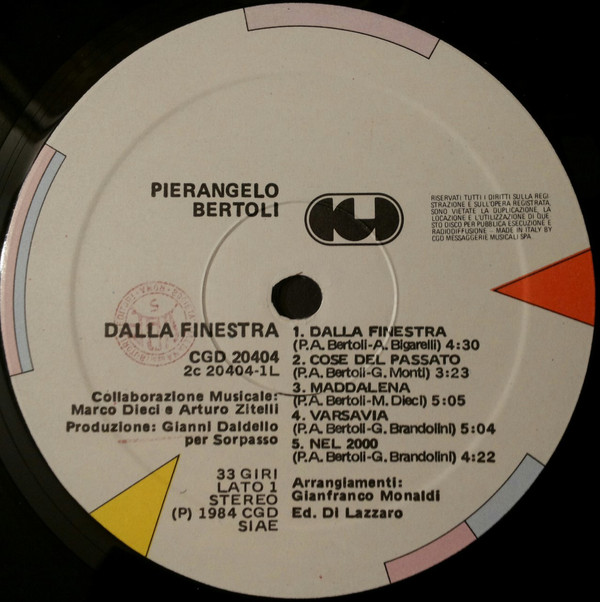 PIERANGELO
BERTOLI
RISERVATI TUTTI I DIRITTI SULLA REGI-
STRAZIONE E SULL'OPERA REGISTRATA.
SONO VIETATE LA DUPLICAZIONE, LA
LOCAZIONE E L'UTILIZZAZIONE DI QUE-
STO DISCO PER PUBBLICA ESECUZIONE E
RADIODIFFUSIONE - MADE IN ITALY BY
CGD MESSAGGERIE MUSICALI SPA
DALLA FINESTRA
CGD 20404
2c 20404-1L
Collaborazione Musicale:
Marco Dieci e Arturo Zitelli
Produzione: Gianni Daldello
per Sorpasso
33 GIRI
LATO 1
STEREO
(P) 1984 CGD
SIAE
1. DALLA FINESTRA
(P.A. Bertoli-A. Bigarelli) 4:30
2. COSE DEL PASSATO
(P.A. Bertoli-G. Monti) 3:23
3. MADDALENA
(P.A. Bertoli-M. Dieci) 5:05
4. VARSAVIA
(P.A. Bertoli-G. Brandolini) 5:04
5. NEL 2000
(P.A. Bertoli-G. Brandolini) 4:22
Arrangiamenti:
Gianfranco Monaldi
Ed. Di Lazzaro